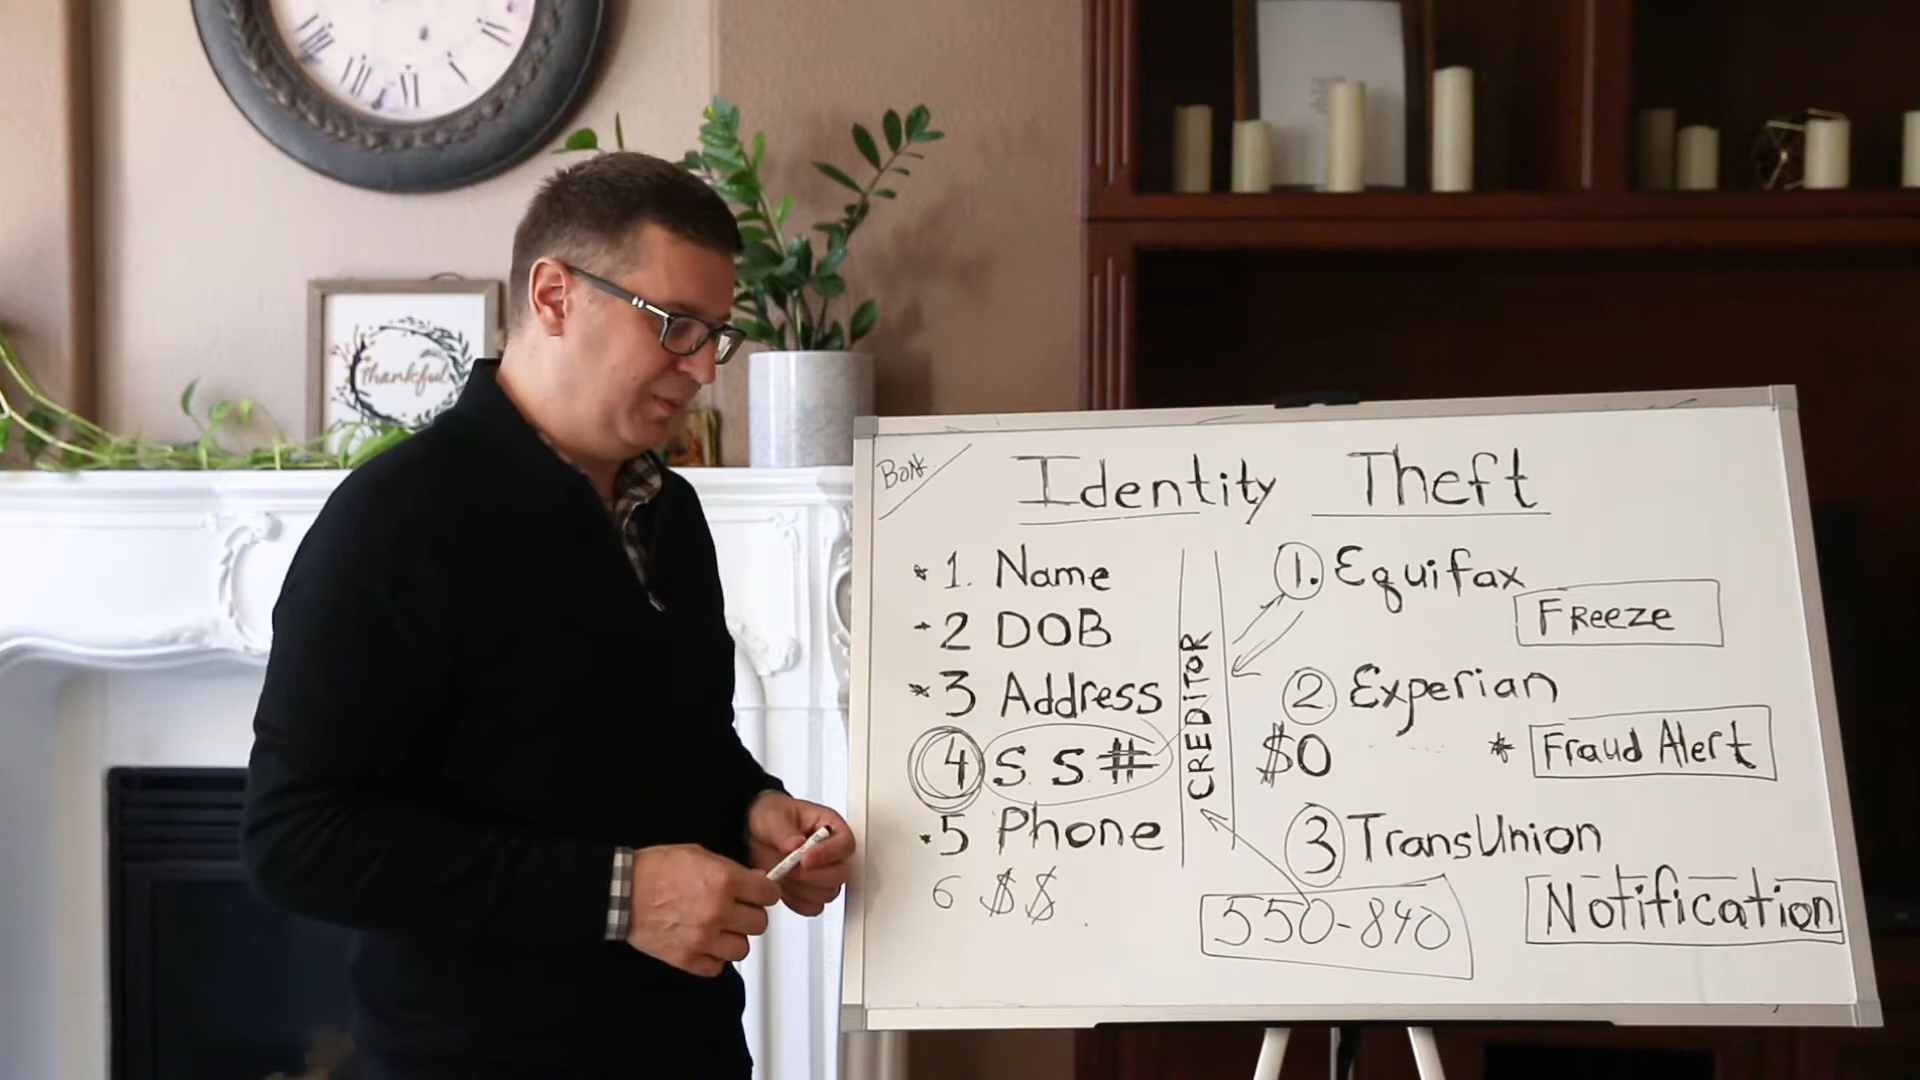 Thankful
Identity Theft
* 1. Name
2 DOB
* 3 Address
4 S. S. #
5 Phone
6 $$
CREDITOR
1. Equifax
Freeze
2 Experian
$0
* Fraud Alert
3 TransUnion
550-840
Notification